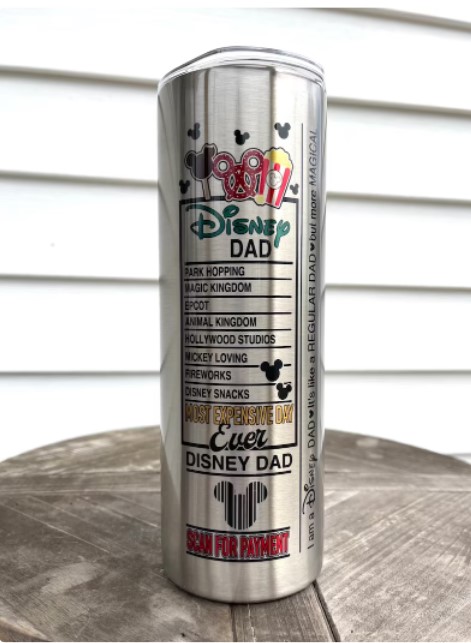 Disney
DAD
PARK HOPPING
MAGIC KINGDOM
EPCOT
ANIMAL KINGDOM
HOLLYWOOD STUDIOS
MICKEY LOVING
FIREWORKS
DISNEY SNACKS
MOST EXPENSIVE DAY
Ever
DISNEY DAD
SCAN FOR PAYMENT
I am a Disney DAD♥It's like a REGULAR DAD♥but more MAGICAL